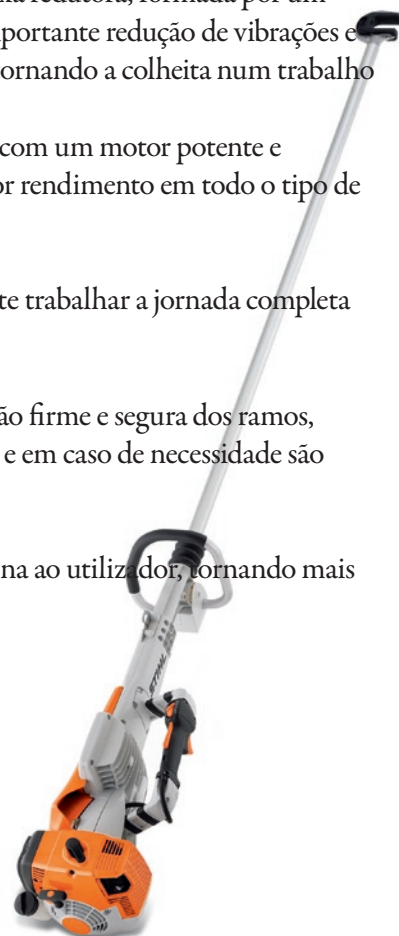 redutora, formada por um
portante redução de vibrações e
ornando a colheita num trabalho
com um motor potente e
or rendimento em todo o tipo de
te trabalhar a jornada completa
ão firme e segura dos ramos,
e em caso de necessidade são
na ao utilizador, tornando mais
STIHL